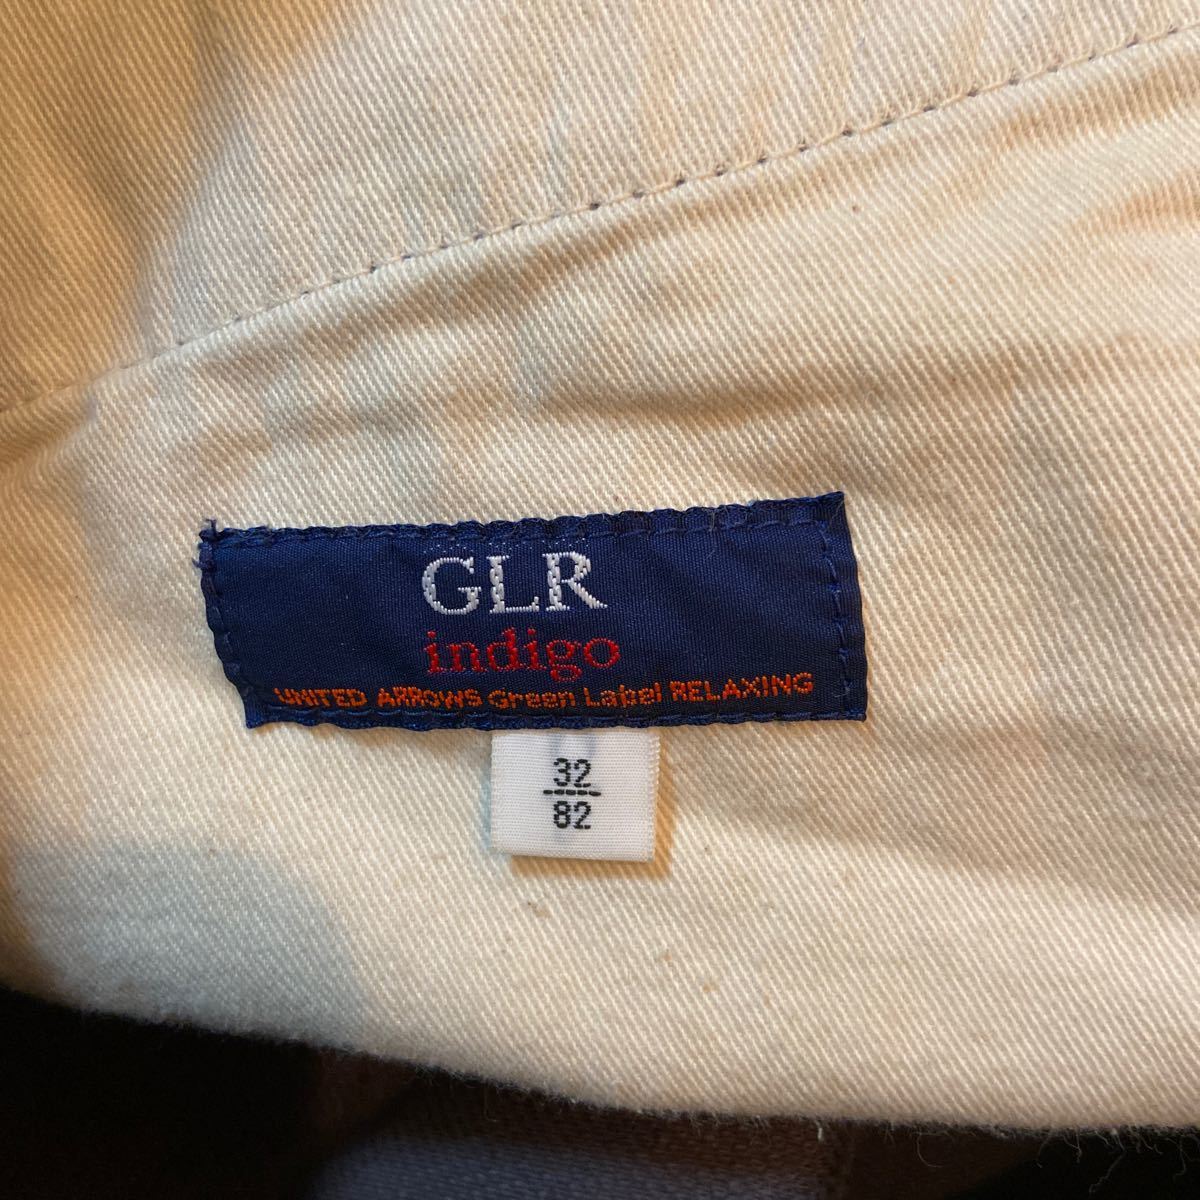 GLR
indigo
UNITED ARROWS Green Label RELAXING
32
82